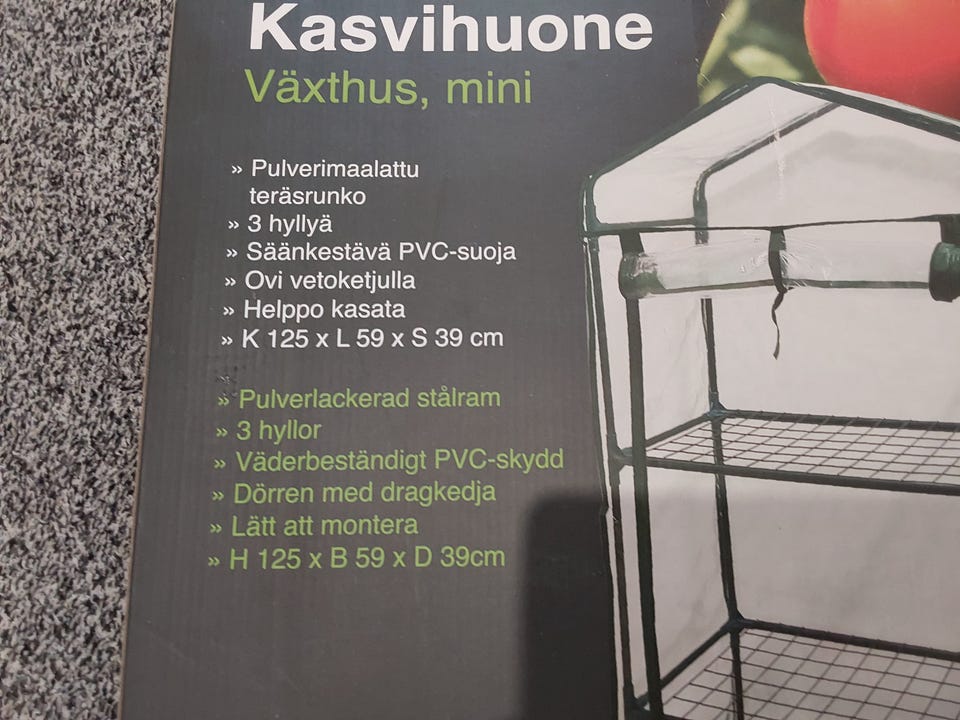 Kasvihuone
Växthus, mini
» Pulverimaalattu
teräsrunko
» 3 hyllyä
» Säänkestävä PVC-suoja
» Ovi vetoketjulla
» Helppo kasata
» K 125 x L 59 x S 39 cm
» Pulverlackerad stålram
» 3 hyllor
» Väderbeständigt PVC-skydd
» Dörren med dragkedja
» Lätt att montera
» H 125 x B 59 x D 39cm